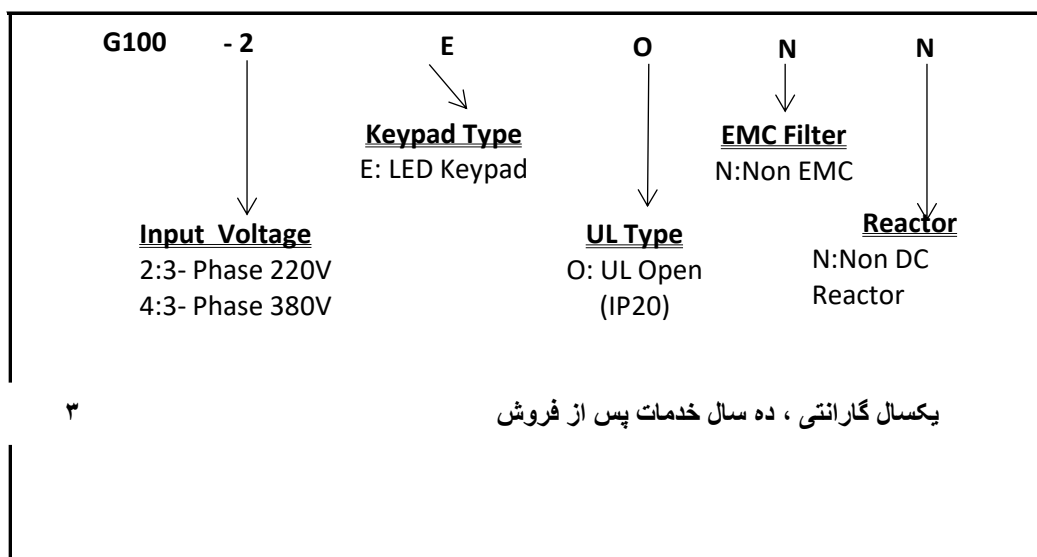 G100 - 2 E O N N
Keypad Type
E: LED Keypad
EMC Filter
N:Non EMC
Input Voltage
2:3- Phase 220V
4:3- Phase 380V
UL Type
O: UL Open
(IP20)
Reactor
N:Non DC
Reactor
یکسال گارانتی ، ده سال خدمات پس از فروش
۳